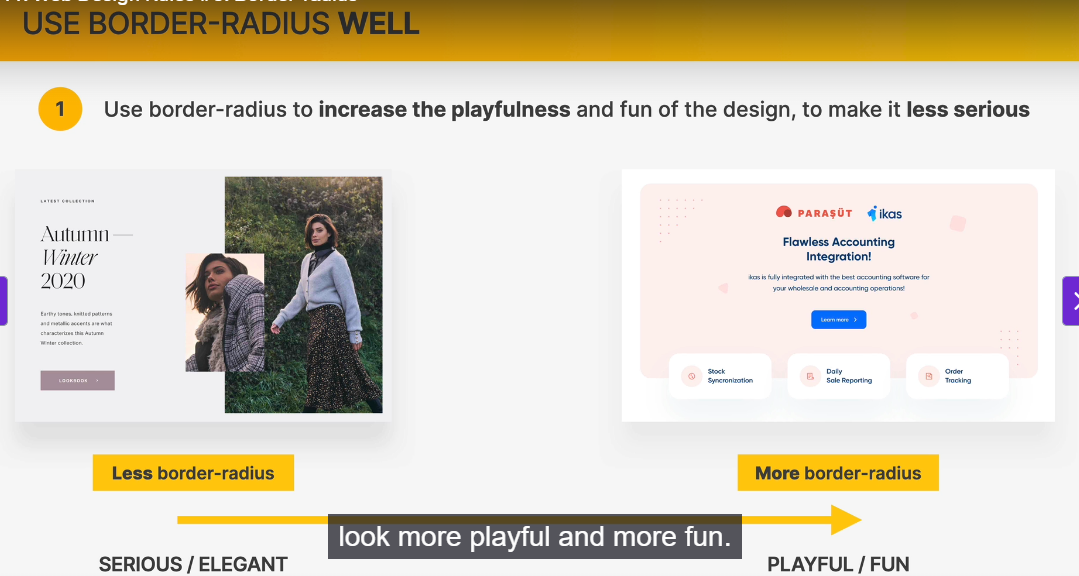 USE BORDER-RADIUS WELL
1
Use border-radius to increase the playfulness and fun of the design, to make it less serious
LATEST COLLECTION
Autumn —
Winter
2020
Earthy tones, knitted patterns
and metallic accents are what
characterizes this Autumn
Winter collection.
LOOKBOOK >
PARAŞÜT ikas
Flawless Accounting
Integration!
ikas is fully integrated with the best accounting software for
your wholesale and accounting operations!
Learn more >
Stock
Syncronization
Daily
Sale Reporting
Order
Tracking
Less border-radius
More border-radius
look more playful and more fun.
SERIOUS / ELEGANT
PLAYFUL / FUN